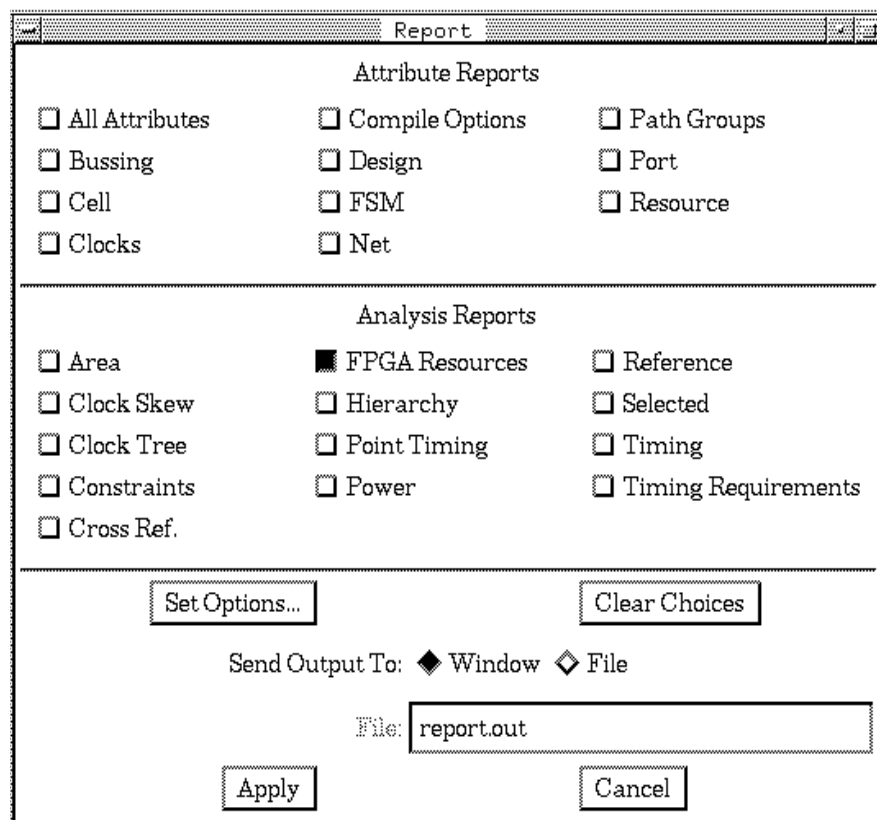 Report
Attribute Reports
All Attributes Compile Options Path Groups
Bussing Design Port
Cell FSM Resource
Clocks Net
Analysis Reports
Area FPGA Resources Reference
Clock Skew Hierarchy Selected
Clock Tree Point Timing Timing
Constraints Power Timing Requirements
Cross Ref.
Set Options... Clear Choices
Send Output To: Window File
File: report.out
Apply Cancel